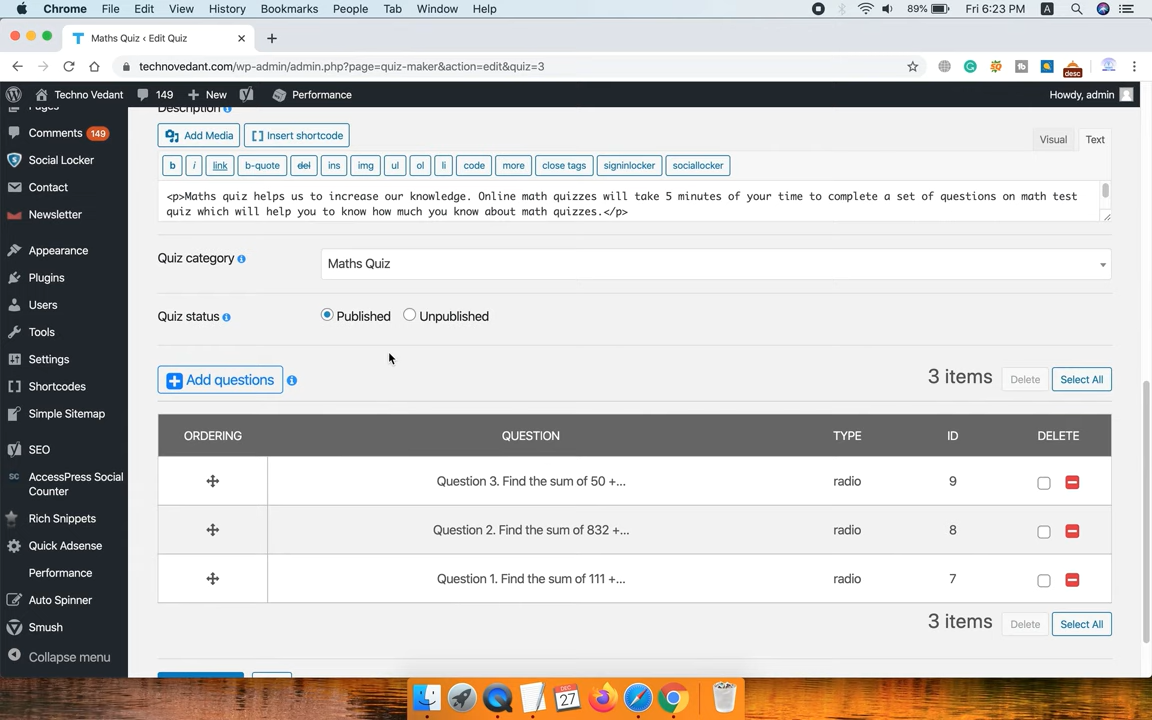 Chrome File Edit View History Bookmarks People Tab Window Help 89% Fri 6:23 PM A
Maths Quiz ‹ Edit Quiz
technovedant.com/wp-admin/admin.php?page=quiz-maker&action=edit&quiz=3
desc
Techno Vedant 149 New Performance Howdy, admin
Pages
Comments 149
Social Locker
Contact
Newsletter
Appearance
Plugins
Users
Tools
Settings
Shortcodes
Simple Sitemap
SEO
SC AccessPress Social
Counter
Rich Snippets
Quick Adsense
Performance
Auto Spinner
Smush
Collapse menu
Description
Add Media [ ] Insert shortcode Visual Text
b i link b-quote del ins img ul ol li code more close tags signinlocker sociallocker
<p>Maths quiz helps us to increase our knowledge. Online math quizzes will take 5 minutes of your time to complete a set of questions on math test
quiz which will help you to know how much you know about math quizzes.</p>
Quiz category Maths Quiz
Quiz status Published Unpublished
Add questions 3 items Delete Select All
ORDERING QUESTION TYPE ID DELETE
Question 3. Find the sum of 50 +... radio 9
Question 2. Find the sum of 832 +... radio 8
Question 1. Find the sum of 111 +... radio 7
3 items Delete Select All
DEC
27